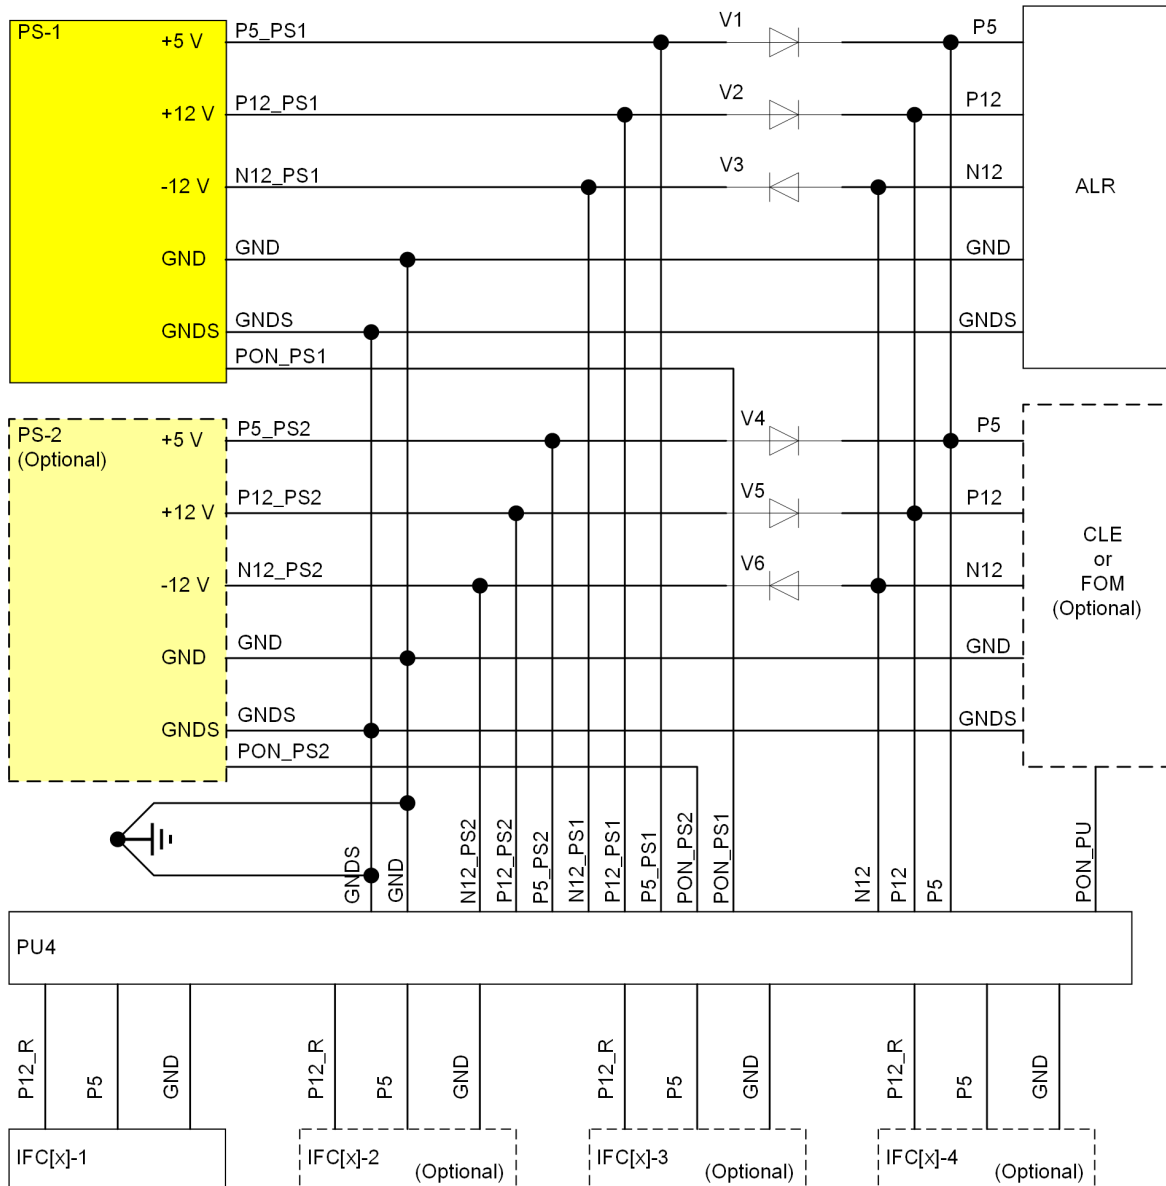 PS-1
+5 V
P5_PS1
V1
P5
+12 V
P12_PS1
V2
P12
-12 V
N12_PS1
V3
N12
ALR
GND
GND
GND
GNDS
GNDS
GNDS
PON_PS1
PS-2
(Optional)
+5 V
P5_PS2
V4
P5
+12 V
P12_PS2
V5
P12
-12 V
N12_PS2
V6
N12
CLE
or
FOM
(Optional)
GND
GND
GND
GNDS
GNDS
GNDS
PON_PS2
GNDS
GND
N12_PS2
P12_PS2
P5_PS2
N12_PS1
P12_PS1
P5_PS1
PON_PS2
PON_PS1
N12
P12
P5
PON_PU
PU4
P12_R
P5
GND
P12_R
P5
GND
P12_R
P5
GND
P12_R
P5
GND
IFC[x]-1
IFC[x]-2
(Optional)
IFC[x]-3
(Optional)
IFC[x]-4
(Optional)